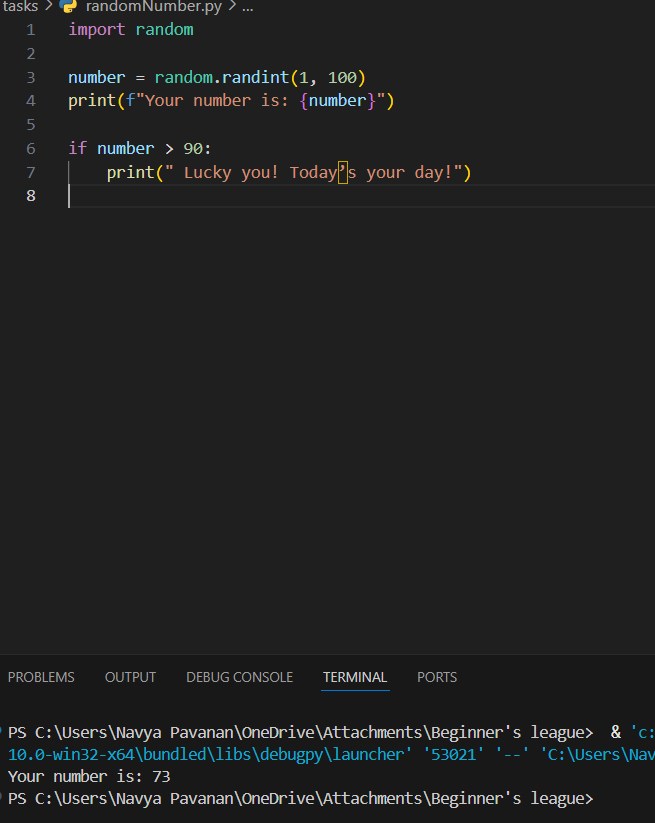 tasks > randomNumber.py > ...
1 import random
2
3 number = random.randint(1, 100)
4 print(f"Your number is: {number}")
5
6 if number > 90:
7     print(" Lucky you! Today’s your day!")
8
PROBLEMS OUTPUT DEBUG CONSOLE TERMINAL PORTS
PS C:\Users\Navya Pavanan\OneDrive\Attachments\Beginner's league>  & 'c:
10.0-win32-x64\bundled\libs\debugpy\launcher' '53021' '--' 'C:\Users\Nav
Your number is: 73
PS C:\Users\Navya Pavanan\OneDrive\Attachments\Beginner's league>